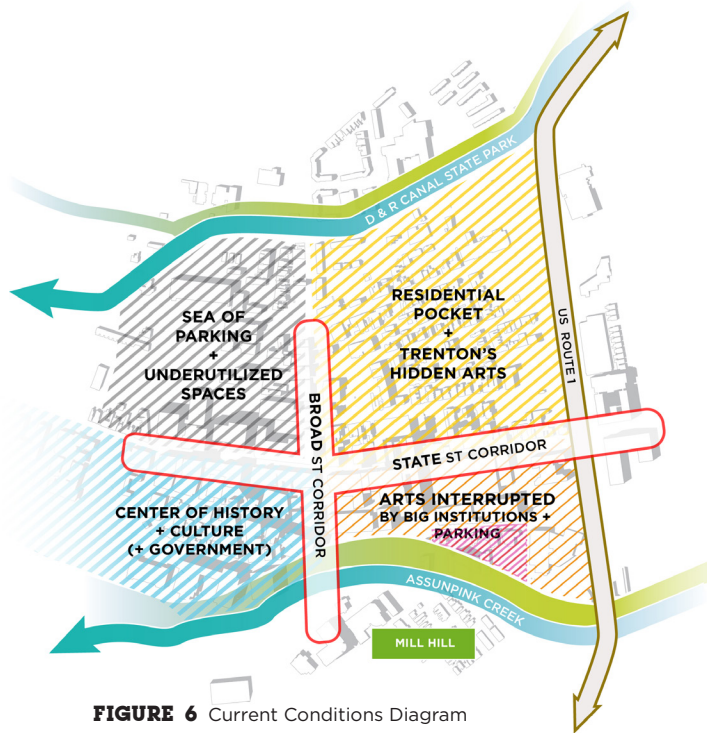 D & R CANAL STATE PARK
SEA OF
PARKING
+
UNDERUTILIZED
SPACES
RESIDENTIAL
POCKET
+
TRENTON'S
HIDDEN ARTS
US ROUTE 1
BROAD ST CORRIDOR
STATE ST CORRIDOR
CENTER OF HISTORY
+ CULTURE
(+ GOVERNMENT)
ARTS INTERRUPTED
BY BIG INSTITUTIONS +
PARKING
ASSUNPINK CREEK
MILL HILL
FIGURE 6 Current Conditions Diagram